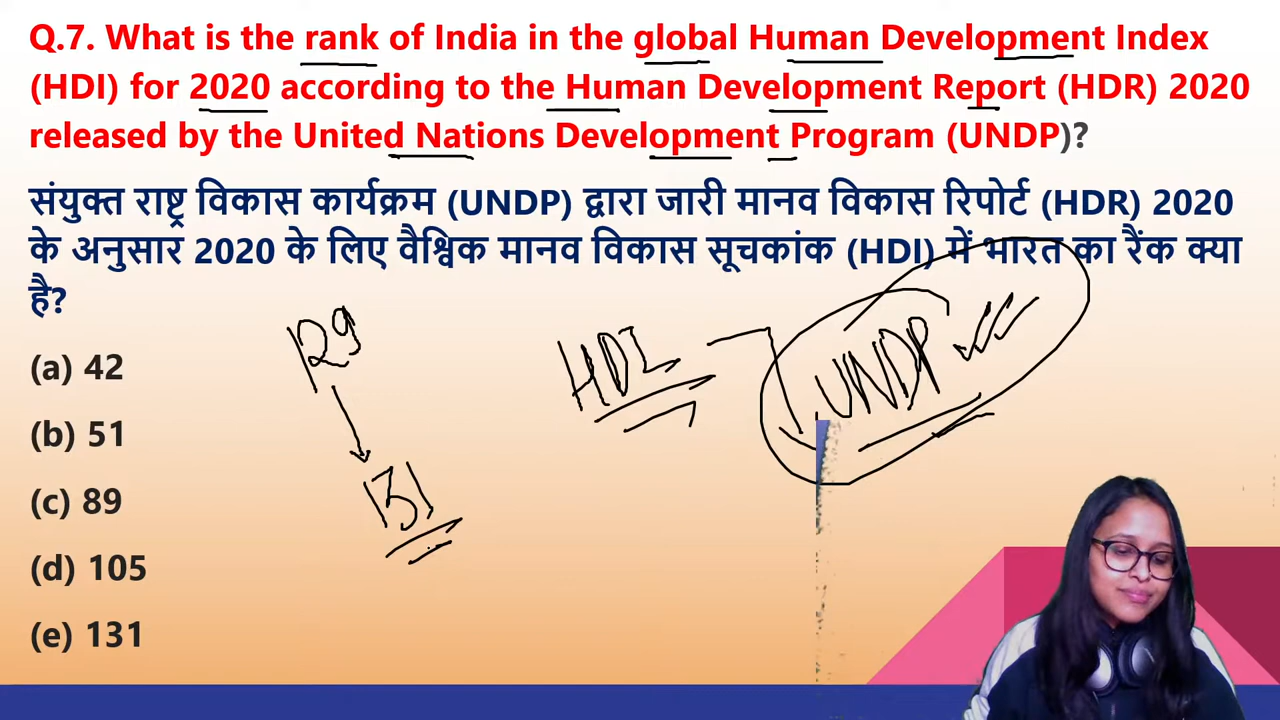 Q.7. What is the rank of India in the global Human Development Index
(HDI) for 2020 according to the Human Development Report (HDR) 2020
released by the United Nations Development Program (UNDP)?
संयुक्त राष्ट्र विकास कार्यक्रम (UNDP) द्वारा जारी मानव विकास रिपोर्ट (HDR) 2020
के अनुसार 2020 के लिए वैश्विक मानव विकास सूचकांक (HDI) में भारत का रैंक क्या
है?
129
HDI
UNDP
(a) 42
(b) 51
131
(c) 89
(d) 105
(e) 131